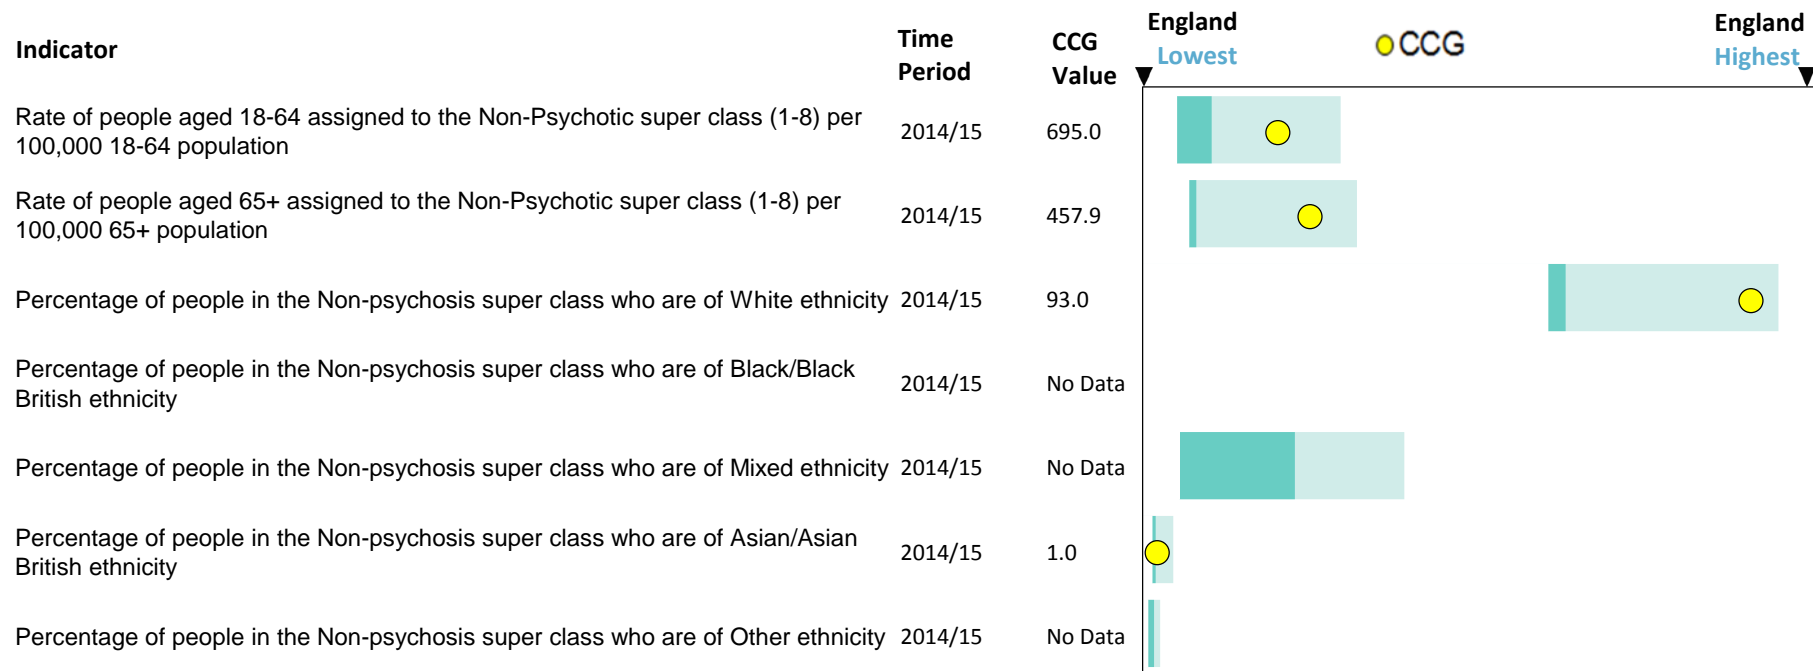 Indicator
Time Period
CCG Value
England Lowest
CCG
England Highest
Rate of people aged 18-64 assigned to the Non-Psychotic super class (1-8) per
100,000 18-64 population
2014/15
695.0
Rate of people aged 65+ assigned to the Non-Psychotic super class (1-8) per
100,000 65+ population
2014/15
457.9
Percentage of people in the Non-psychosis super class who are of White ethnicity
2014/15
93.0
Percentage of people in the Non-psychosis super class who are of Black/Black
British ethnicity
2014/15
No Data
Percentage of people in the Non-psychosis super class who are of Mixed ethnicity
2014/15
No Data
Percentage of people in the Non-psychosis super class who are of Asian/Asian
British ethnicity
2014/15
1.0
Percentage of people in the Non-psychosis super class who are of Other ethnicity
2014/15
No Data